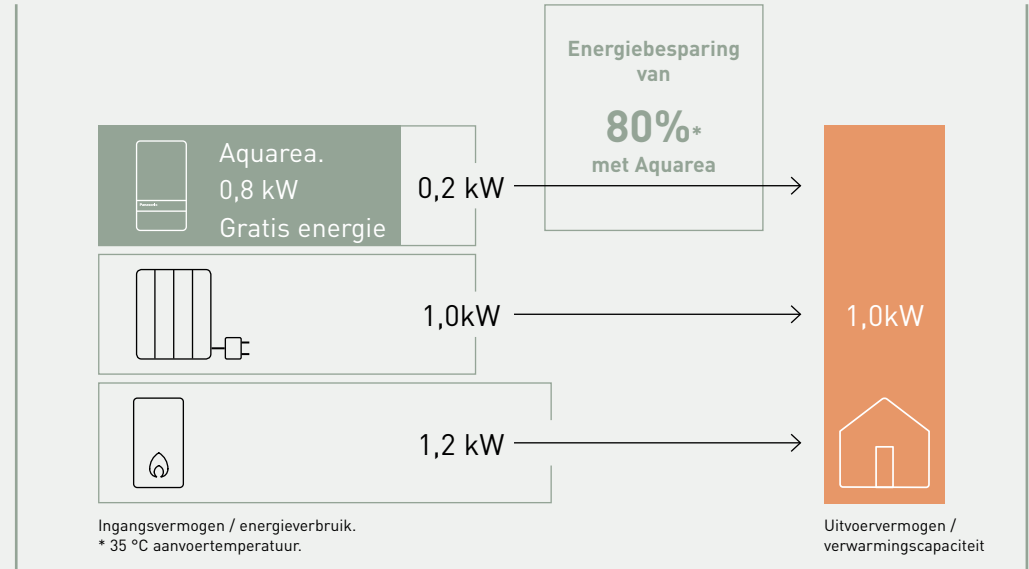 Energiebesparing
van
80%*
met Aquarea
Aquarea.
0,8 kW
Gratis energie
Panasonic
0,2 kW
1,0kW
1,0kW
1,2 kW
Ingangsvermogen / energieverbruik.
* 35 °C aanvoertemperatuur.
Uitvoervermogen /
verwarmingscapaciteit